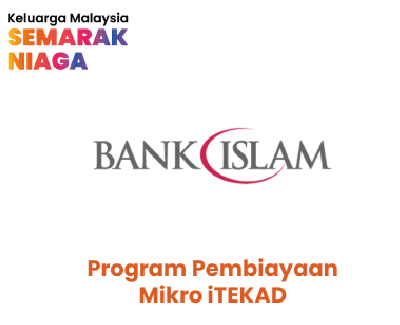 Keluarga Malaysia
SEMARAK
NIAGA
BANK ISLAM
Program Pembiayaan
Mikro iTEKAD